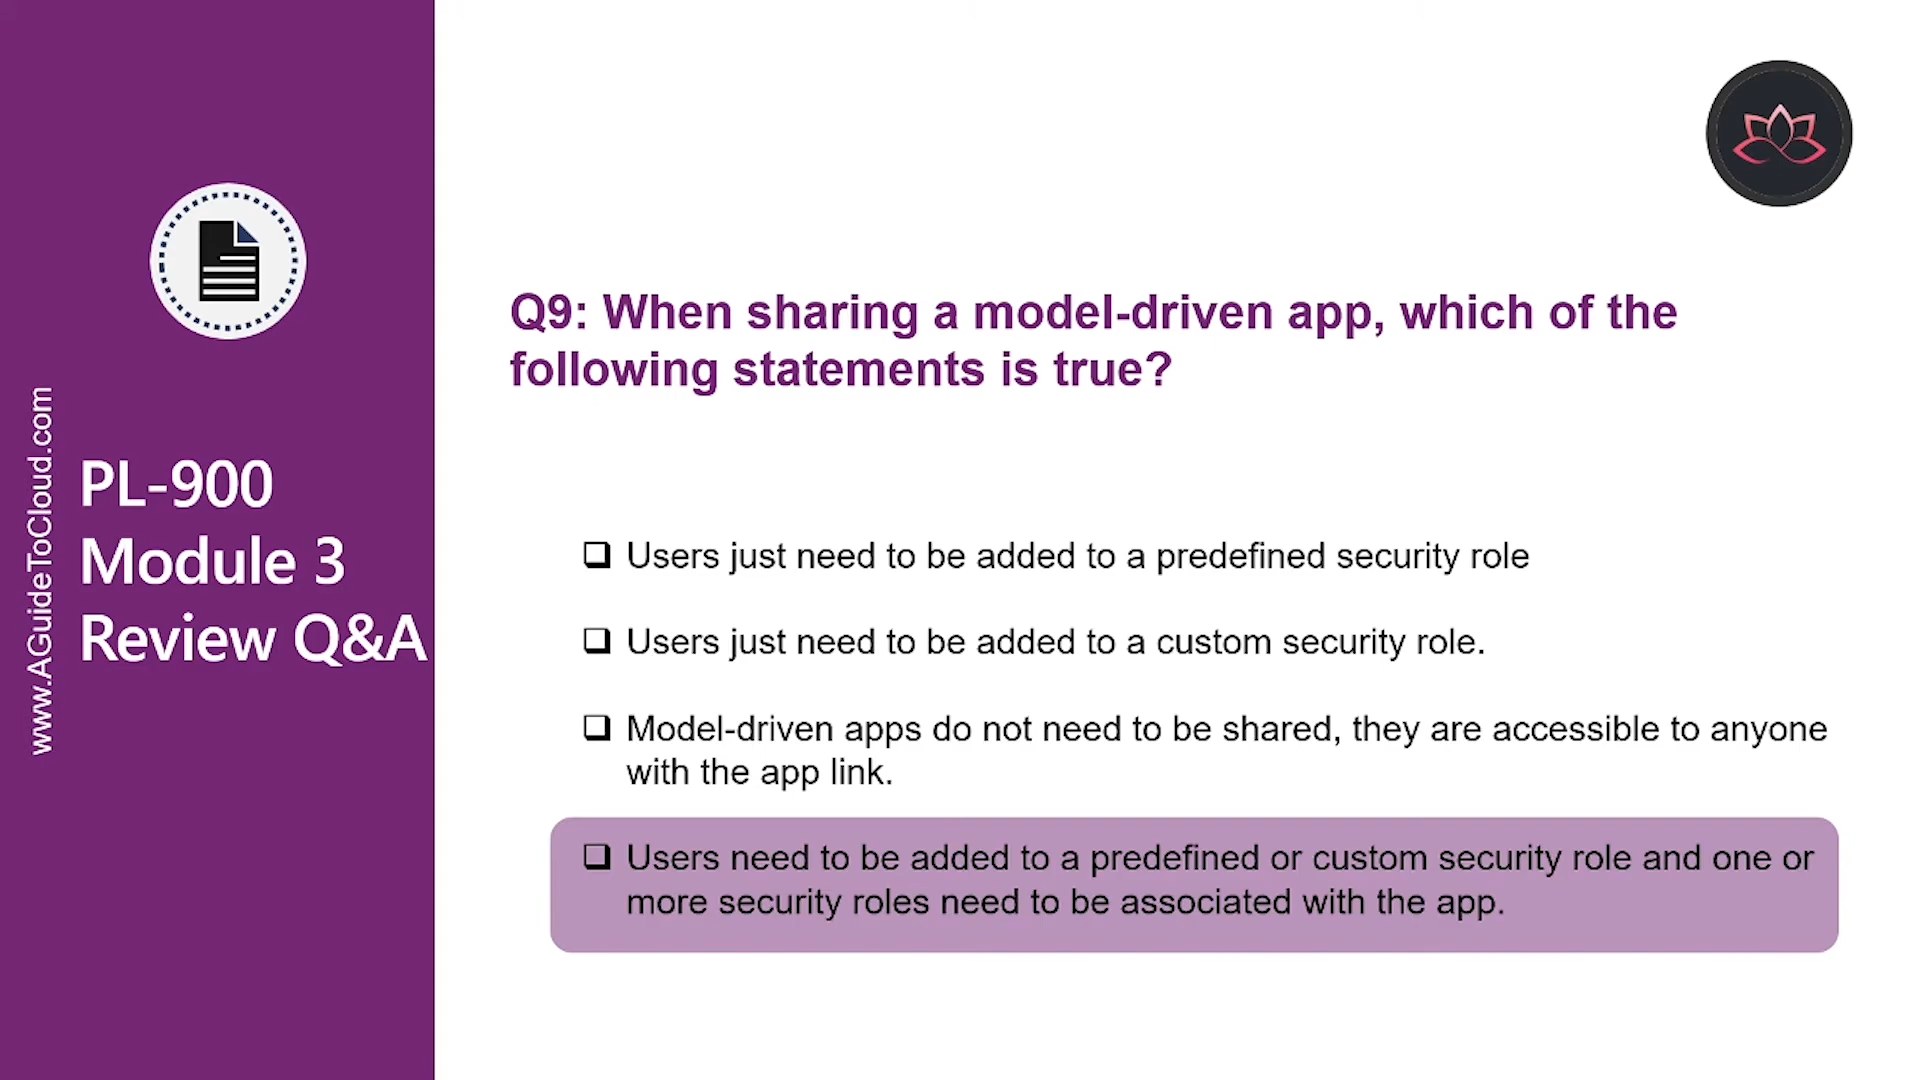 www.AGuideToCloud.com
PL-900
Module 3
Review Q&A
Q9: When sharing a model-driven app, which of the
following statements is true?
❑ Users just need to be added to a predefined security role
❑ Users just need to be added to a custom security role.
❑ Model-driven apps do not need to be shared, they are accessible to anyone
with the app link.
❑ Users need to be added to a predefined or custom security role and one or
more security roles need to be associated with the app.